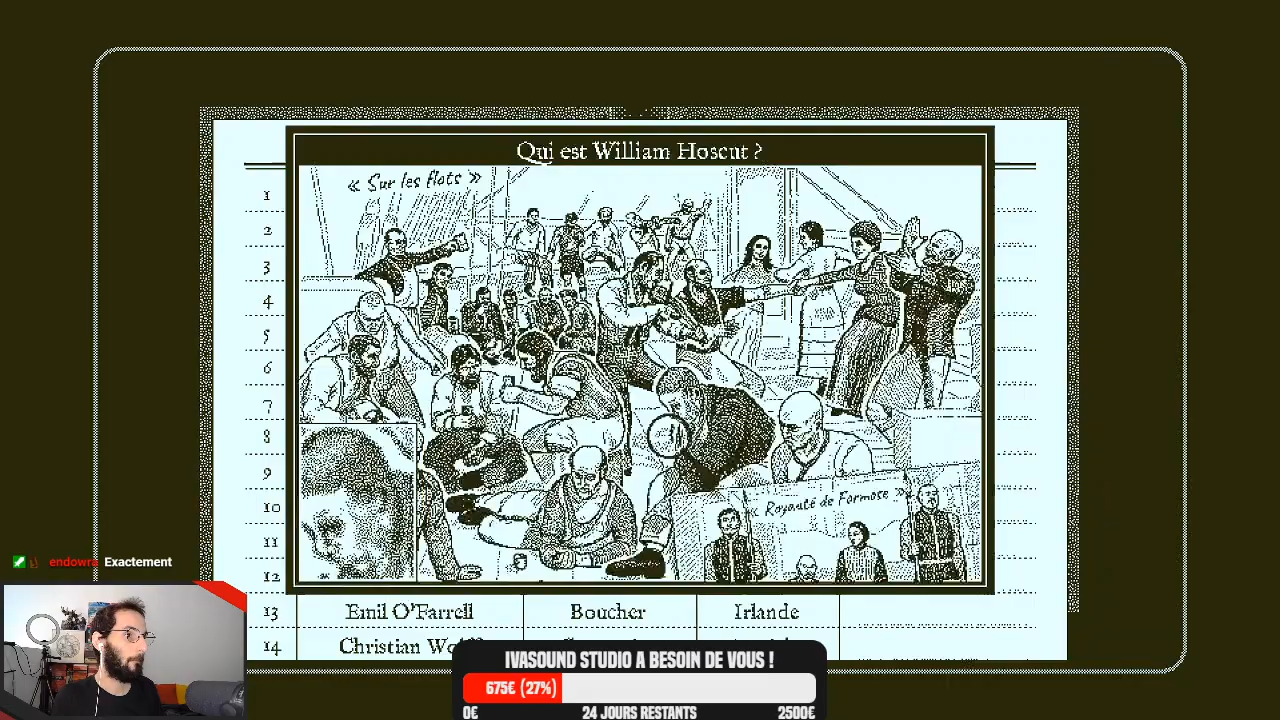 Qui est William Hoscut ?
« Sur les flots »
1
2
3
4
5
6
7
8
9
10
11
12
« Royauté de Formose »
13 Emil O'Farrell Boucher Irlande
14 Christian
endowra Exactement
IVASOUND STUDIO A BESOIN DE VOUS !
675€ (27%)
0€ 24 JOURS RESTANTS 2500€